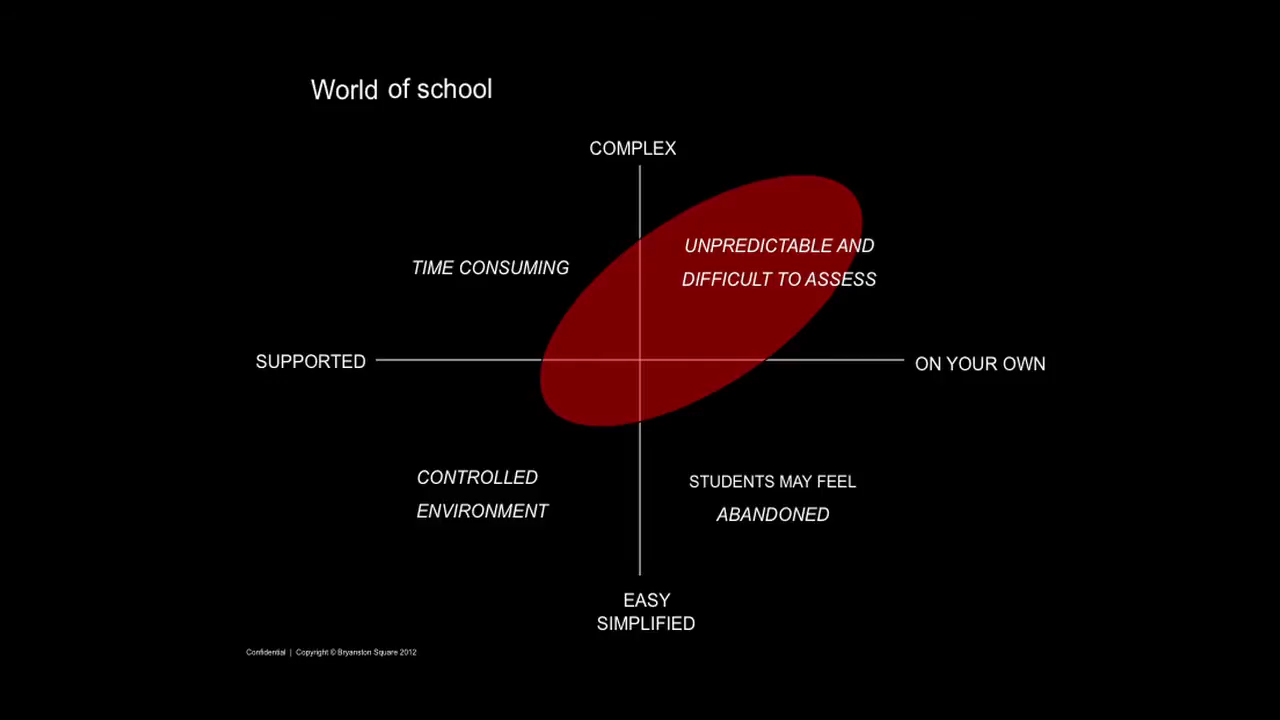 World of school
COMPLEX
TIME CONSUMING
UNPREDICTABLE AND
DIFFICULT TO ASSESS
SUPPORTED
ON YOUR OWN
CONTROLLED
ENVIRONMENT
STUDENTS MAY FEEL
ABANDONED
EASY
SIMPLIFIED
Confidential | Copyright © Bryanston Square 2012